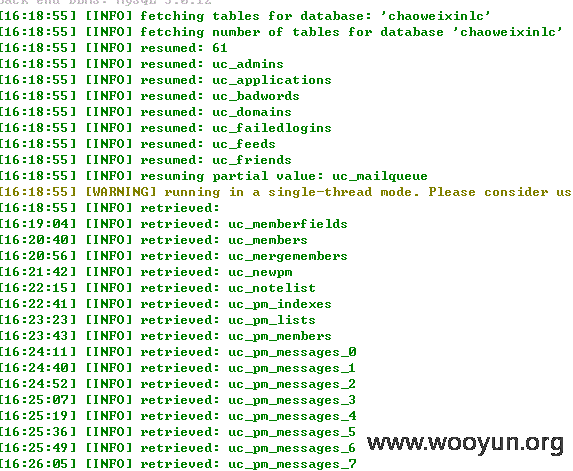 back end DBMS: MySQL 5.0.12
[16:18:55] [INFO] fetching tables for database: 'chaoweixinlc'
[16:18:55] [INFO] fetching number of tables for database 'chaoweixinlc'
[16:18:55] [INFO] resumed: 61
[16:18:55] [INFO] resumed: uc_admins
[16:18:55] [INFO] resumed: uc_applications
[16:18:55] [INFO] resumed: uc_badwords
[16:18:55] [INFO] resumed: uc_domains
[16:18:55] [INFO] resumed: uc_failedlogins
[16:18:55] [INFO] resumed: uc_feeds
[16:18:55] [INFO] resumed: uc_friends
[16:18:55] [INFO] resuming partial value: uc_mailqueue
[16:18:55] [WARNING] running in a single-thread mode. Please consider us
[16:18:55] [INFO] retrieved:
[16:19:04] [INFO] retrieved: uc_memberfields
[16:20:40] [INFO] retrieved: uc_members
[16:20:56] [INFO] retrieved: uc_mergemembers
[16:21:42] [INFO] retrieved: uc_newpm
[16:22:15] [INFO] retrieved: uc_notelist
[16:22:41] [INFO] retrieved: uc_pm_indexes
[16:23:23] [INFO] retrieved: uc_pm_lists
[16:23:43] [INFO] retrieved: uc_pm_members
[16:24:11] [INFO] retrieved: uc_pm_messages_0
[16:24:40] [INFO] retrieved: uc_pm_messages_1
[16:24:52] [INFO] retrieved: uc_pm_messages_2
[16:25:07] [INFO] retrieved: uc_pm_messages_3
[16:25:19] [INFO] retrieved: uc_pm_messages_4
[16:25:36] [INFO] retrieved: uc_pm_messages_5
[16:25:49] [INFO] retrieved: uc_pm_messages_6
[16:26:05] [INFO] retrieved: uc_pm_messages_7
www.wooyun.org